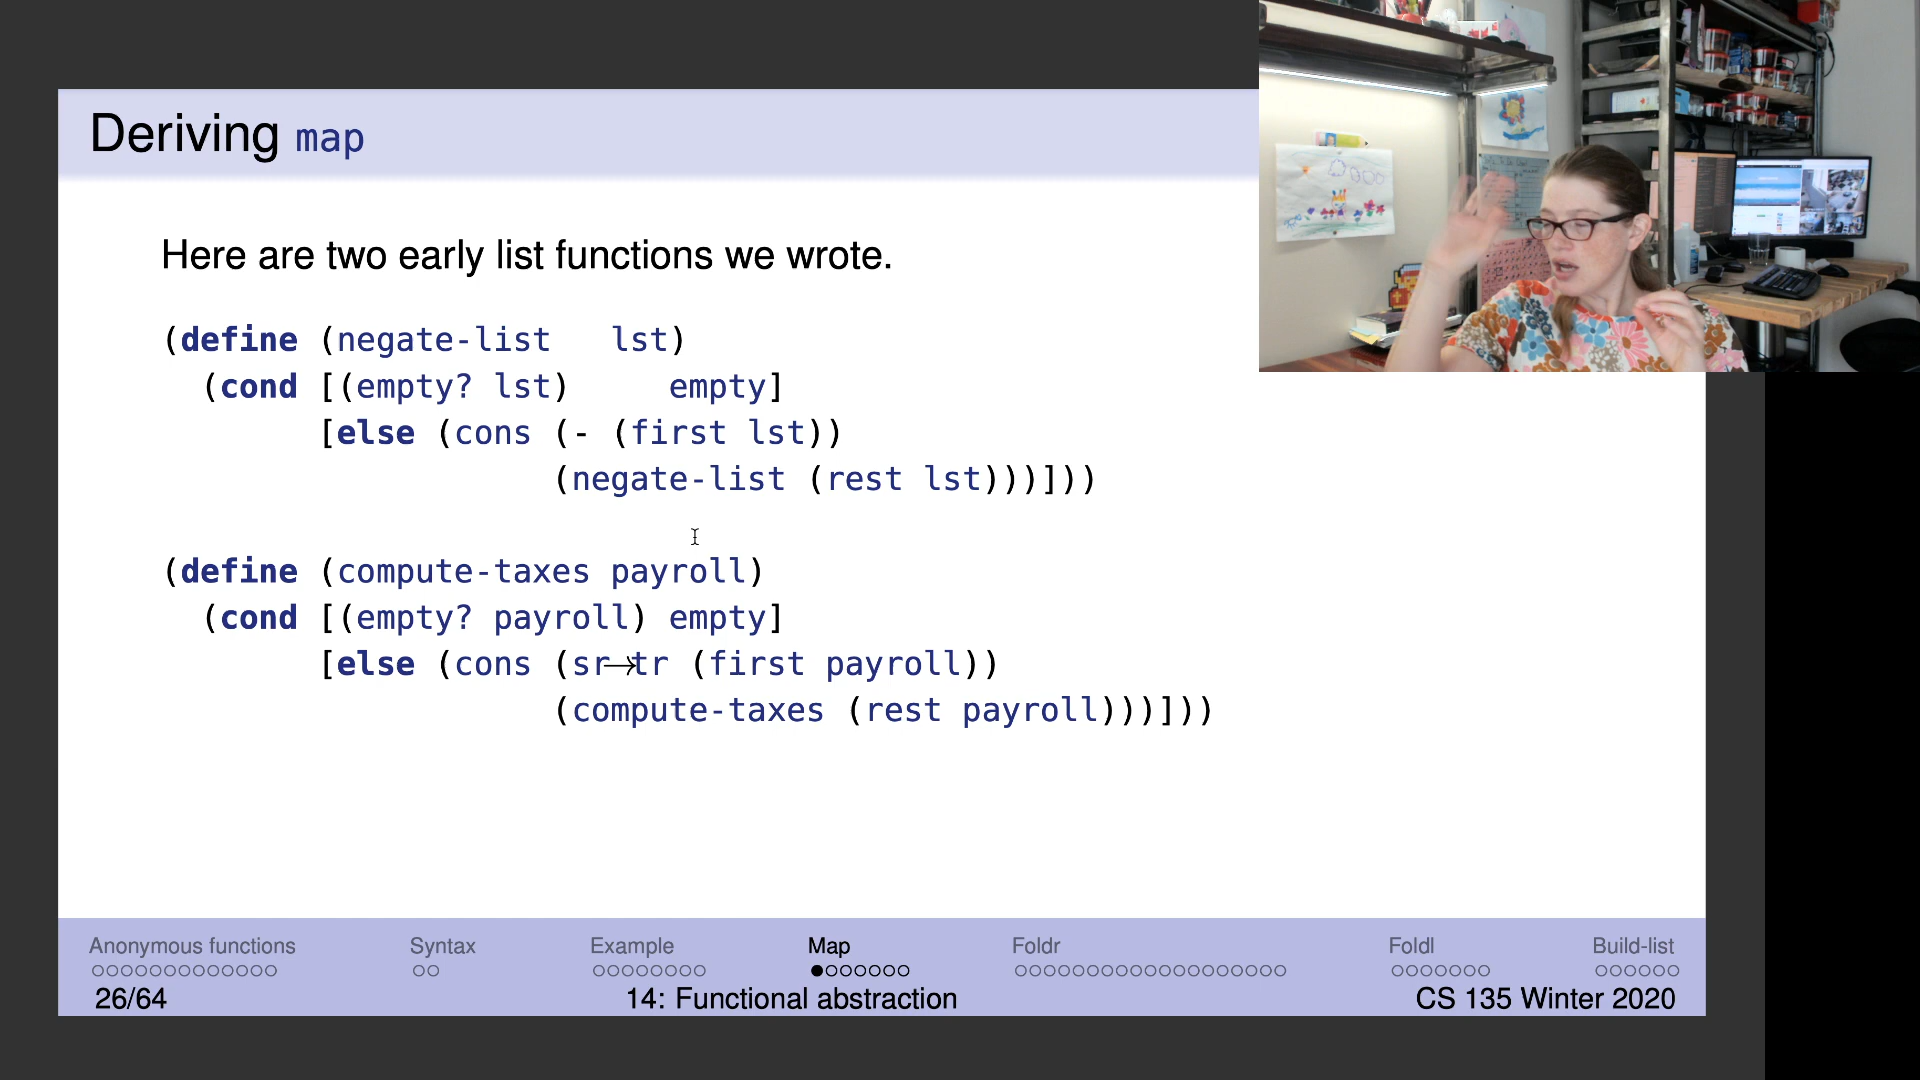 Deriving map
Here are two early list functions we wrote.
(define (negate-list   lst)
  (cond [(empty? lst)     empty]
        [else (cons (- (first lst))
                    (negate-list (rest lst)))]))
(define (compute-taxes payroll)
  (cond [(empty? payroll) empty]
        [else (cons (sr→tr (first payroll))
                    (compute-taxes (rest payroll)))]))
Anonymous functions Syntax Example Map Foldr Foldl Build-list
26/64 14: Functional abstraction CS 135 Winter 2020